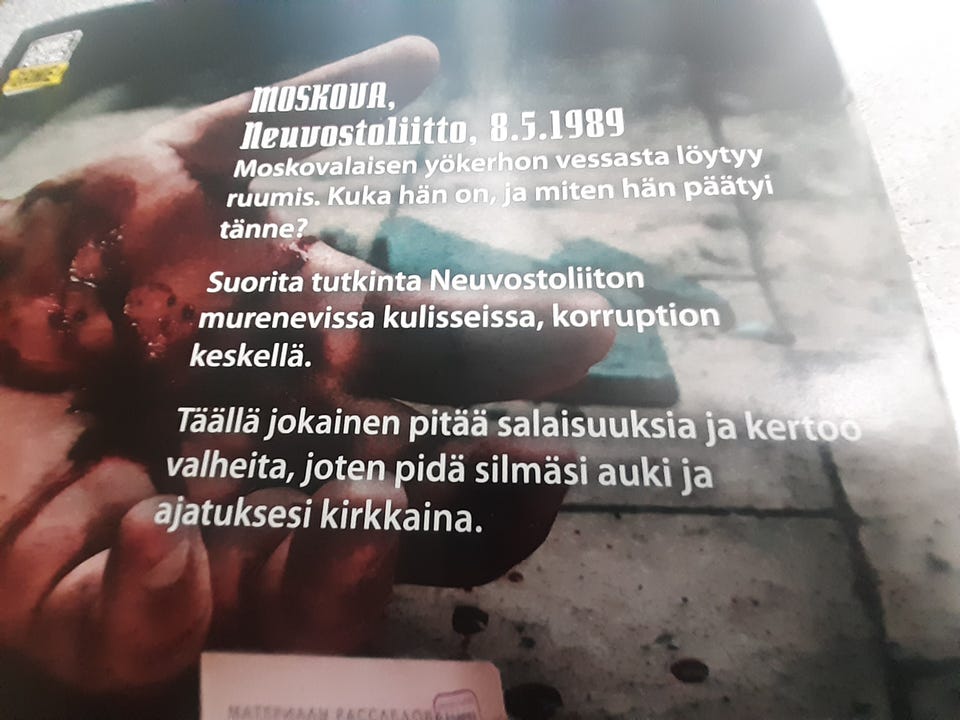 MOSKOVA,
Neuvostoliitto, 8.5.1989
Moskovalaisen yökerhon vessasta löytyy
ruumis. Kuka hän on, ja miten hän päätyi
tänne?
Suorita tutkinta Neuvostoliiton
murenevissa kulisseissa, korruption
keskellä.
Täällä jokainen pitää salaisuuksia ja kertoo
valheita, joten pidä silmäsi auki ja
ajatuksesi kirkkaina.
МАТЕРИАЛЫ